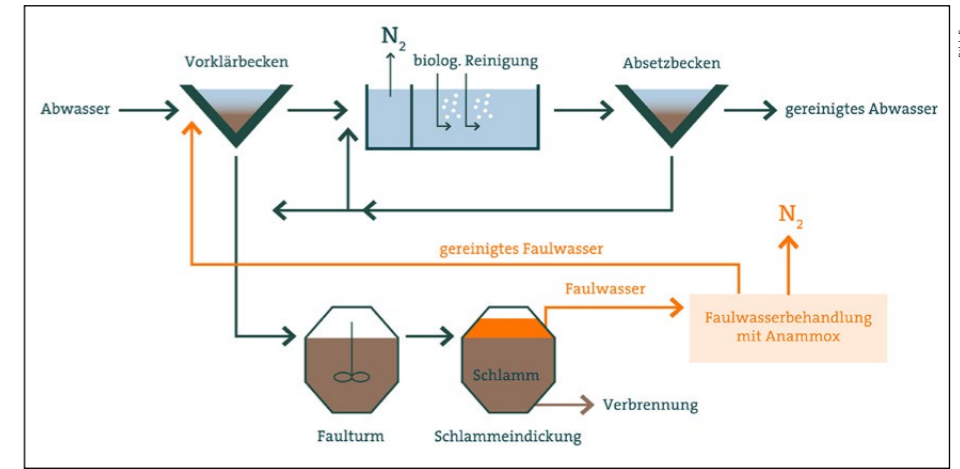 N2
Vorklärbecken
biolog. Reinigung
Absetzbecken
Abwasser
gereinigtes Abwasser
N2
gereinigtes Faulwasser
Faulwasser
Faulwasserbehandlung
mit Anammox
Schlamm
Verbrennung
Faulturm
Schlammeindickung